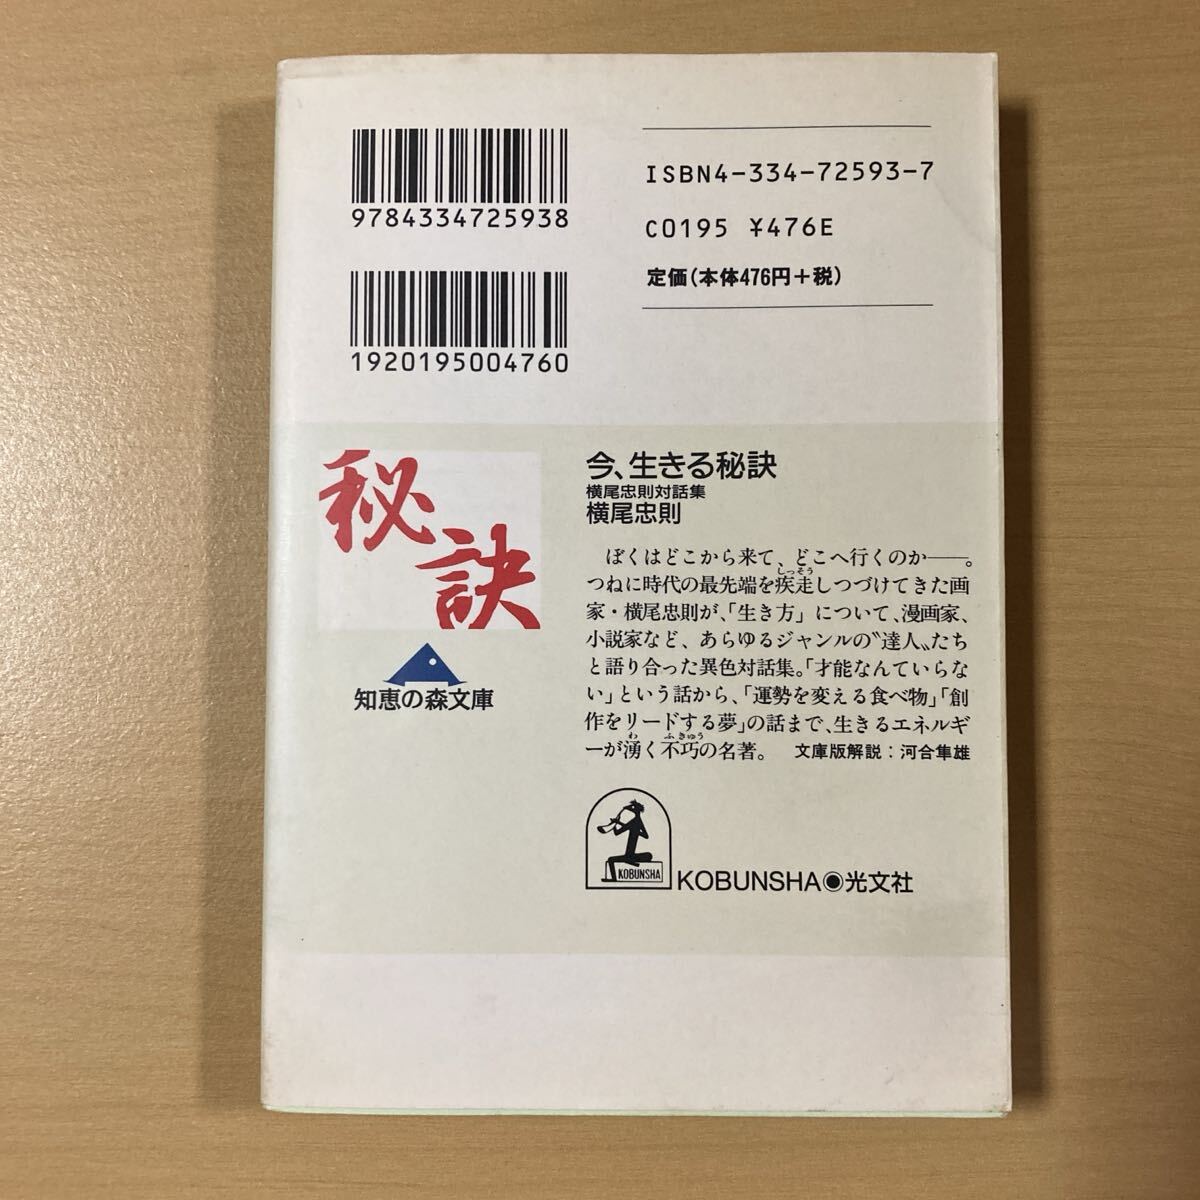 9784334725938
ISBN4-334-72593-7
C0195 ¥476E
定価(本体476円+税)
1920195004760
秘訣
知恵の森文庫
今、生きる秘訣
横尾忠則対話集
横尾忠則
ぼくはどこから来て、どこへ行くのか――。
つねに時代の最先端を疾走しつづけてきた画
しっそう
家・横尾忠則が、「生き方」について、漫画家、
小説家など、あらゆるジャンルの〝達人〟たち
と語り合った異色対話集。「才能なんていらな
い」という話から、「運勢を変える食べ物」「創
作をリードする夢」の話まで、生きるエネルギ
ーが湧く不巧の名著。 文庫版解説：河合隼雄
わ ふきゅう
KOBUNSHA
KOBUNSHA◉光文社